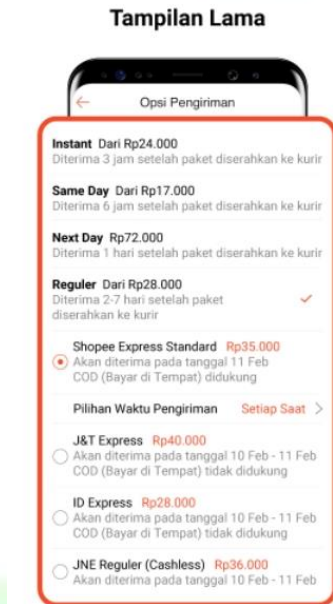 Tampilan Lama
Opsi Pengiriman
Instant Dari Rp24.000
Diterima 3 jam setelah paket diserahkan ke kurir
Same Day Dari Rp17.000
Diterima 6 jam setelah paket diserahkan ke kurir
Next Day Rp72.000
Diterima 1 hari setelah paket diserahkan ke kurir
Reguler Dari Rp28.000
Diterima 2-7 hari setelah paket
diserahkan ke kurir
Shopee Express Standard Rp35.000
Akan diterima pada tanggal 11 Feb
COD (Bayar di Tempat) didukung
Pilihan Waktu Pengiriman Setiap Saat >
J&T Express Rp40.000
Akan diterima pada tanggal 10 Feb - 11 Feb
COD (Bayar di Tempat) tidak didukung
ID Express Rp28.000
Akan diterima pada tanggal 10 Feb - 11 Feb
COD (Bayar di Tempat) tidak didukung
JNE Reguler (Cashless) Rp36.000
Akan diterima pada tanggal 10 Feb - 11 Feb